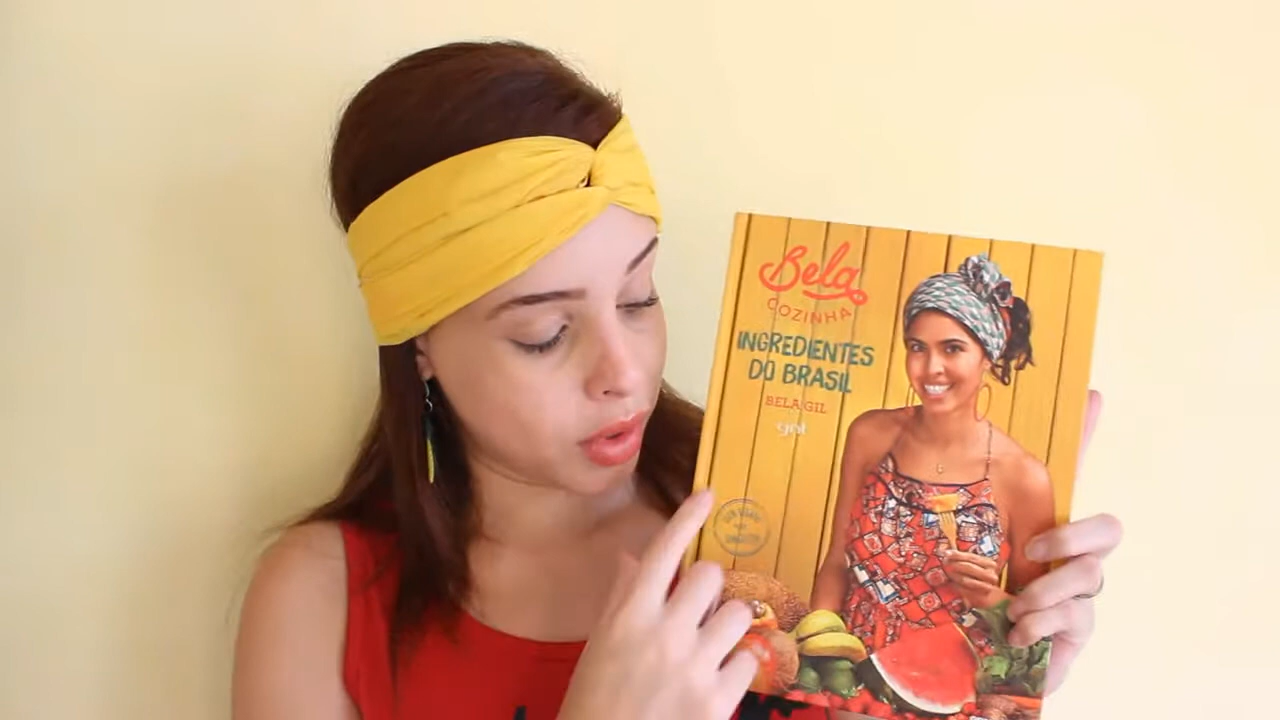 Bela
COZINHA
INGREDIENTES
DO BRASIL
BELA GIL